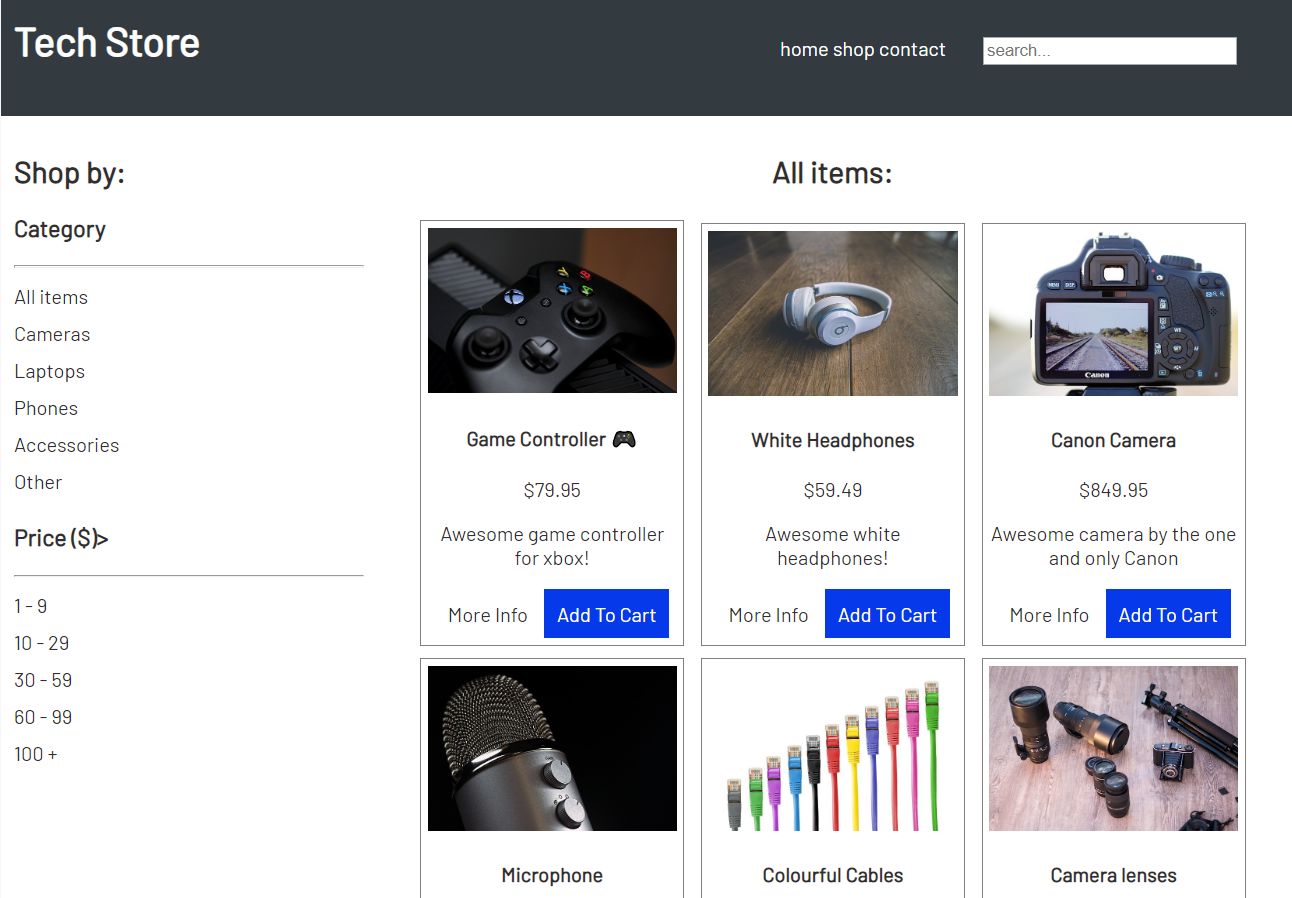 Tech Store
home shop contact
search...
Shop by:
All items:
Category
All items
Cameras
Laptops
Phones
Accessories
Other
Price ($)>
1 - 9
10 - 29
30 - 59
60 - 99
100 +
Game Controller 🎮
$79.95
Awesome game controller
for xbox!
More Info
Add To Cart
MENU DISP.
Canon
White Headphones
$59.49
Awesome white
headphones!
More Info
Add To Cart
Canon Camera
$849.95
Awesome camera by the one
and only Canon
More Info
Add To Cart
Microphone
Colourful Cables
Camera lenses